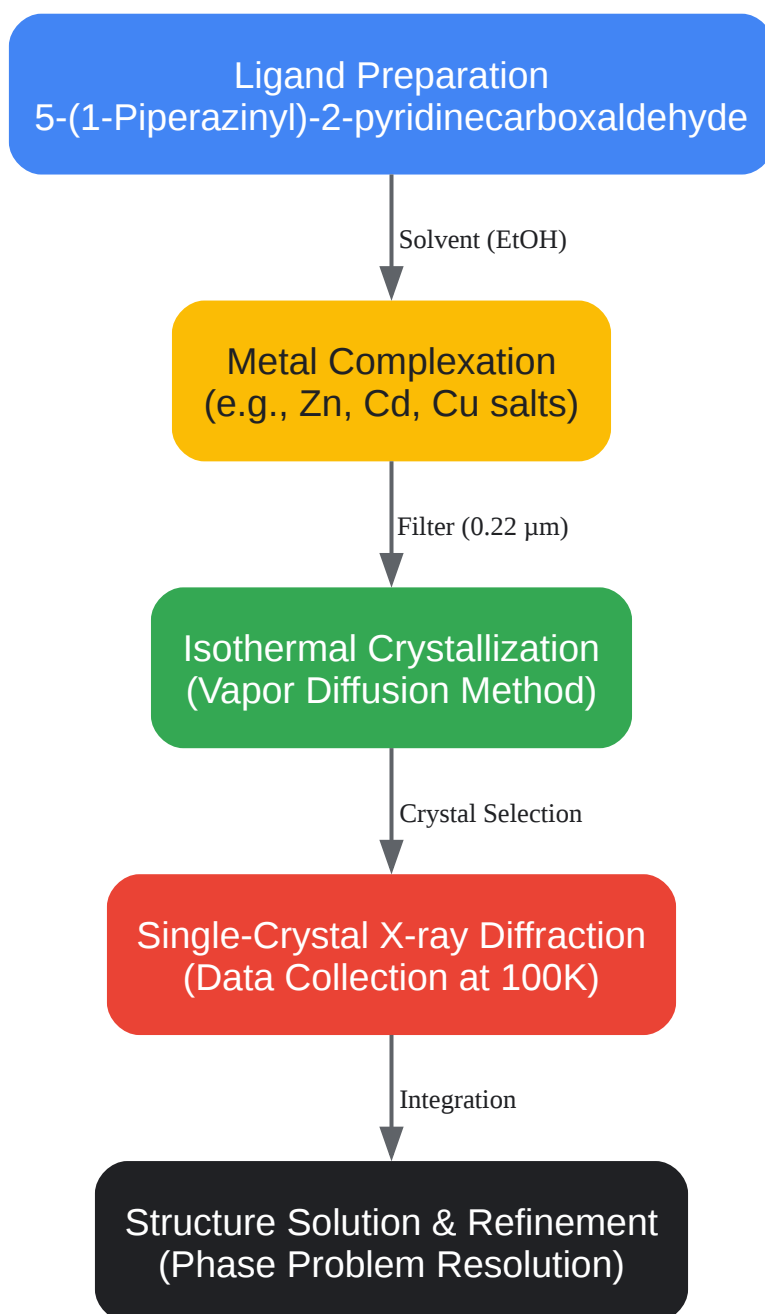 Ligand Preparation
5-(1-Piperazinyl)-2-pyridinecarboxaldehyde
Solvent (EtOH)
Metal Complexation
(e.g., Zn, Cd, Cu salts)
Filter (0.22 µm)
Isothermal Crystallization
(Vapor Diffusion Method)
Crystal Selection
Single-Crystal X-ray Diffraction
(Data Collection at 100K)
Integration
Structure Solution & Refinement
(Phase Problem Resolution)